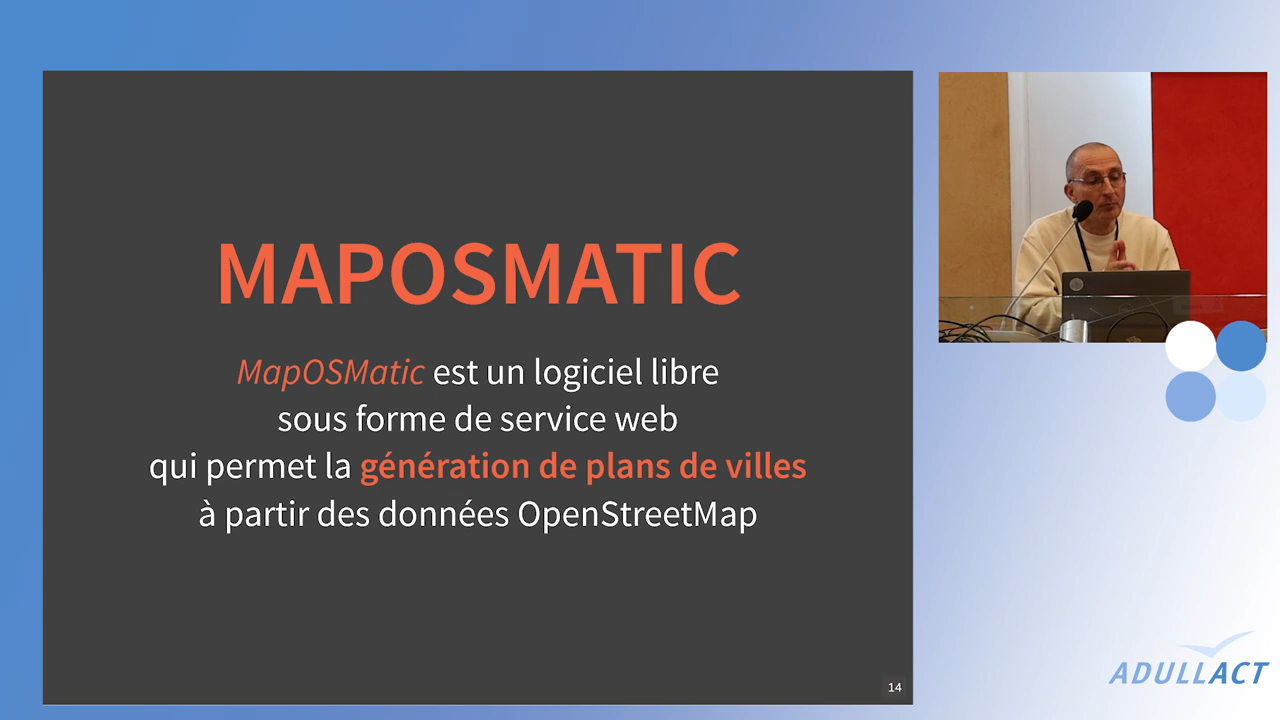 MAPOSMATIC
MapOSMatic est un logiciel libre
sous forme de service web
qui permet la génération de plans de villes
à partir des données OpenStreetMap
14
ADULLACT